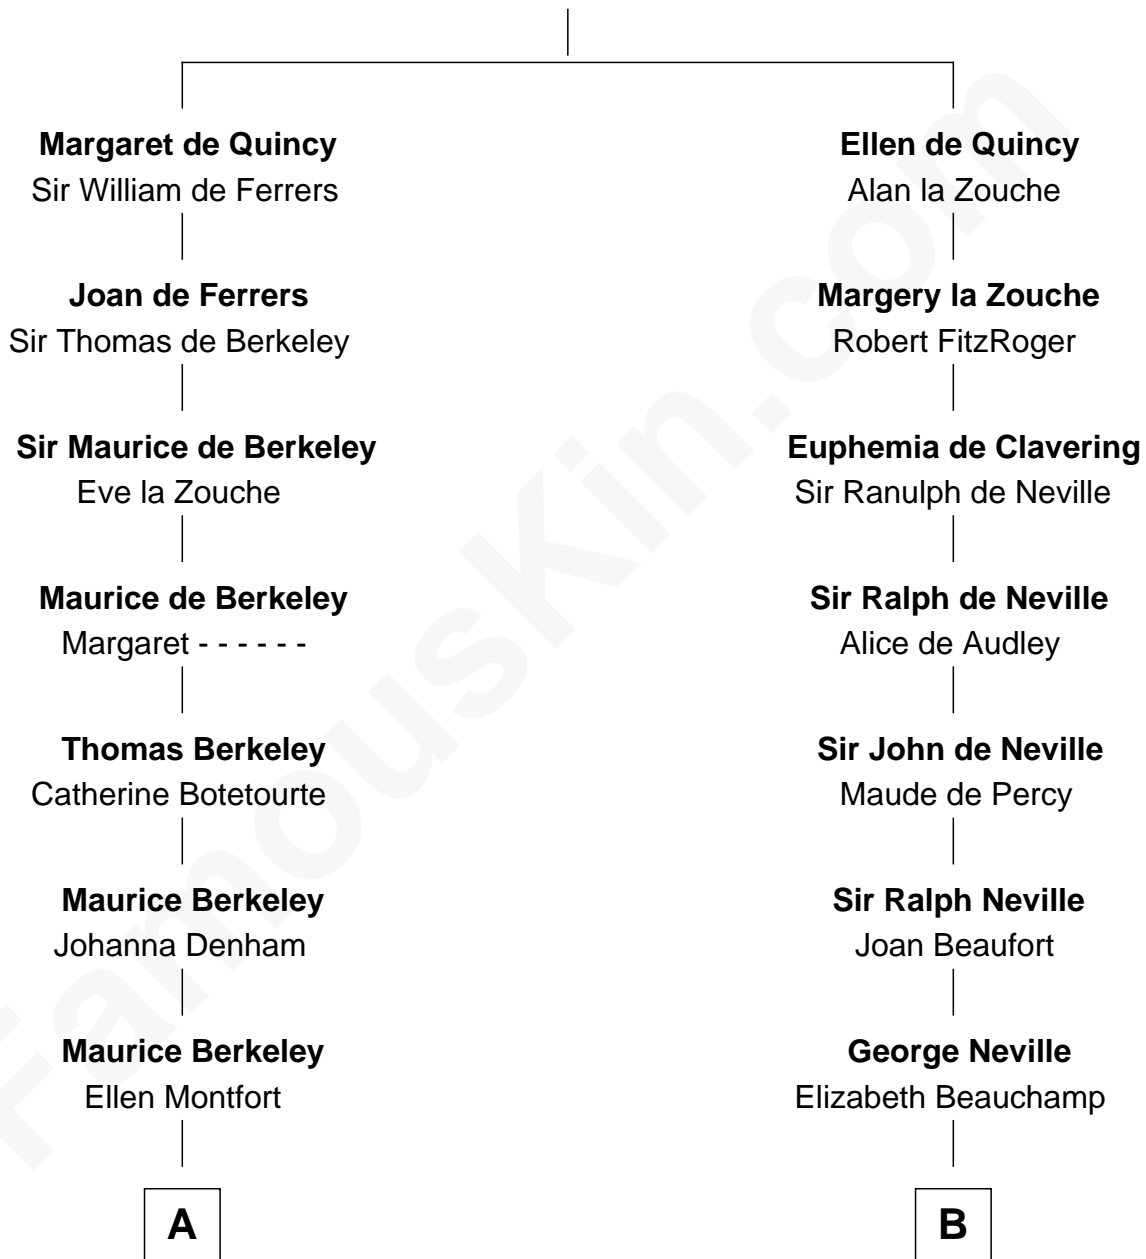 Margaret de Quincy
Sir William de Ferrers
Joan de Ferrers
Sir Thomas de Berkeley
Sir Maurice de Berkeley
Eve la Zouche
Maurice de Berkeley
Margaret - - - - - -
Thomas Berkeley
Catherine Botetourte
Maurice Berkeley
Johanna Denham
Maurice Berkeley
Ellen Montfort
A
Ellen de Quincy
Alan la Zouche
Margery la Zouche
Robert FitzRoger
Euphemia de Clavering
Sir Ranulph de Neville
Sir Ralph de Neville
Alice de Audley
Sir John de Neville
Maude de Percy
Sir Ralph Neville
Joan Beaufort
George Neville
Elizabeth Beauchamp
B
FamousKin.com